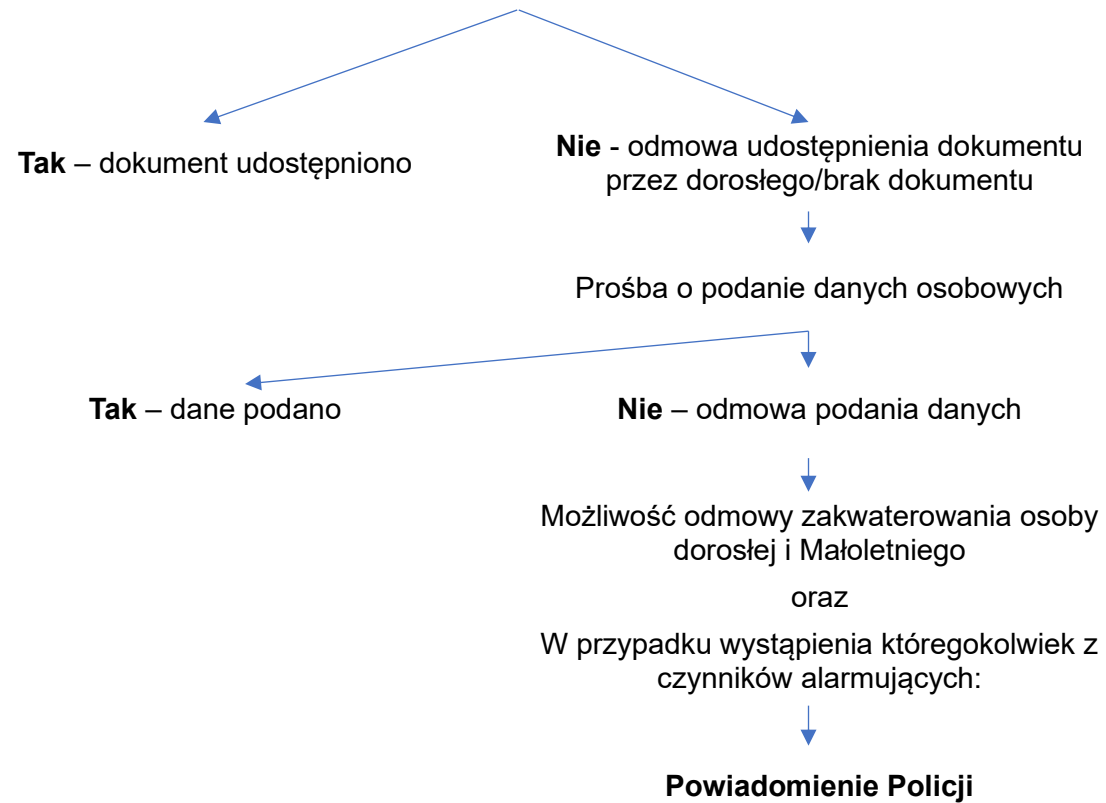 Tak – dokument udostępniono
Nie - odmowa udostępnienia dokumentu
przez dorosłego/brak dokumentu
Prośba o podanie danych osobowych
Tak – dane podano
Nie – odmowa podania danych
Możliwość odmowy zakwaterowania osoby
dorosłej i Małoletniego
oraz
W przypadku wystąpienia któregokolwiek z
czynników alarmujących:
Powiadomienie Policji